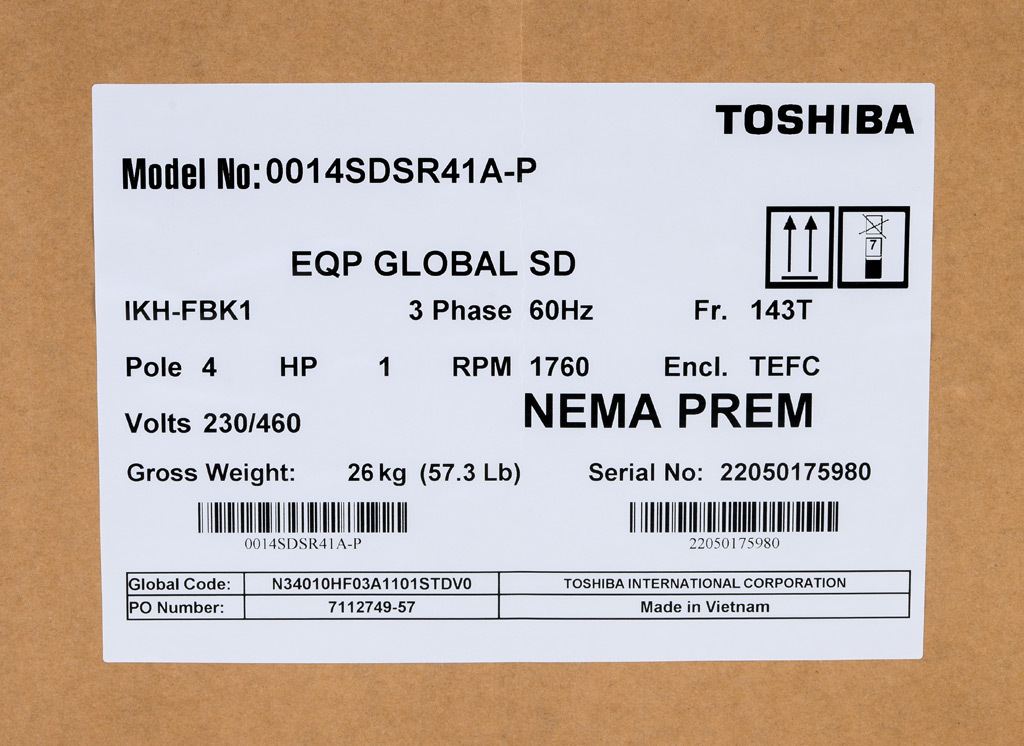 TOSHIBA
Model No: 0014SDSR41A-P
EQP GLOBAL SD
7
IKH-FBK1 3 Phase 60Hz Fr. 143T
Pole 4 HP 1 RPM 1760 Encl. TEFC
Volts 230/460 NEMA PREM
Gross Weight: 26 kg (57.3 Lb) Serial No: 22050175980
0014SDSR41A-P 22050175980
Global Code: N34010HF03A1101STDV0 TOSHIBA INTERNATIONAL CORPORATION
PO Number: 7112749-57 Made in Vietnam